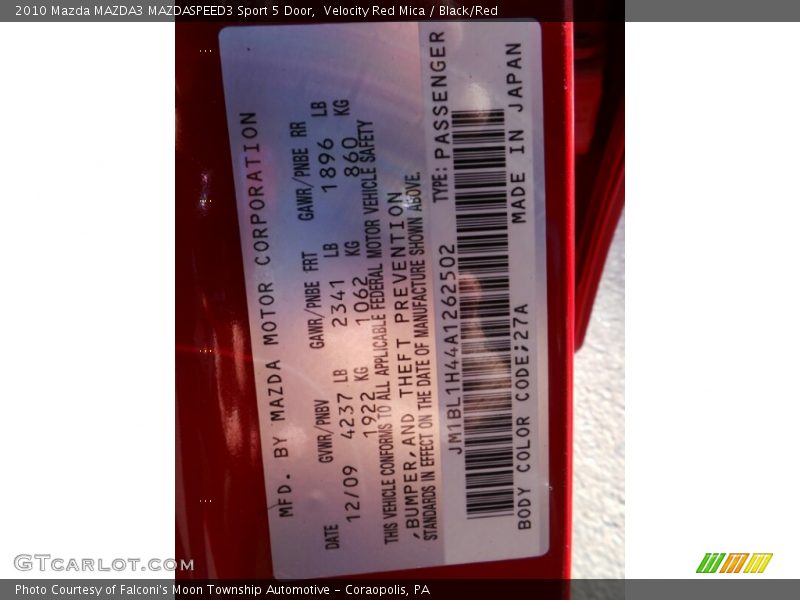 2010 Mazda MAZDA3 MAZDASPEED3 Sport 5 Door,  Velocity Red Mica / Black/Red
MFD. BY MAZDA MOTOR CORPORATION
DATE GVWR/PNBV GAWR/PNBE FRT GAWR/PNBE RR
12/09 4237 LB 2341 LB 1896 LB
1922 KG 1062 KG 860 KG
THIS VEHICLE CONFORMS TO ALL APPLICABLE FEDERAL MOTOR VEHICLE SAFETY
,BUMPER,AND THEFT PREVENTION
STANDARDS IN EFFECT ON THE DATE OF MANUFACTURE SHOWN ABOVE.
JM1BL1H44A1262502 TYPE:PASSENGER
BODY COLOR CODE;27A MADE IN JAPAN
GTcarlot.com
Photo Courtesy of Falconi's Moon Township Automotive - Coraopolis, PA